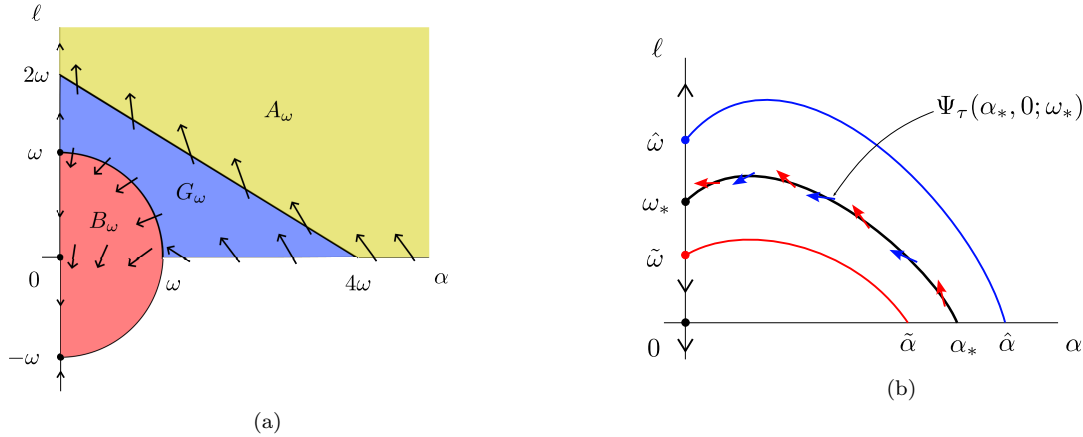 ℓ
2ω
ω
0
−ω
A_ω
G_ω
B_ω
ω
4ω
α
(a)
ℓ
ω̂
ω_*
ω̃
0
Ψ_τ(α_*, 0; ω_*)
α̃
α_*
α̂
α
(b)